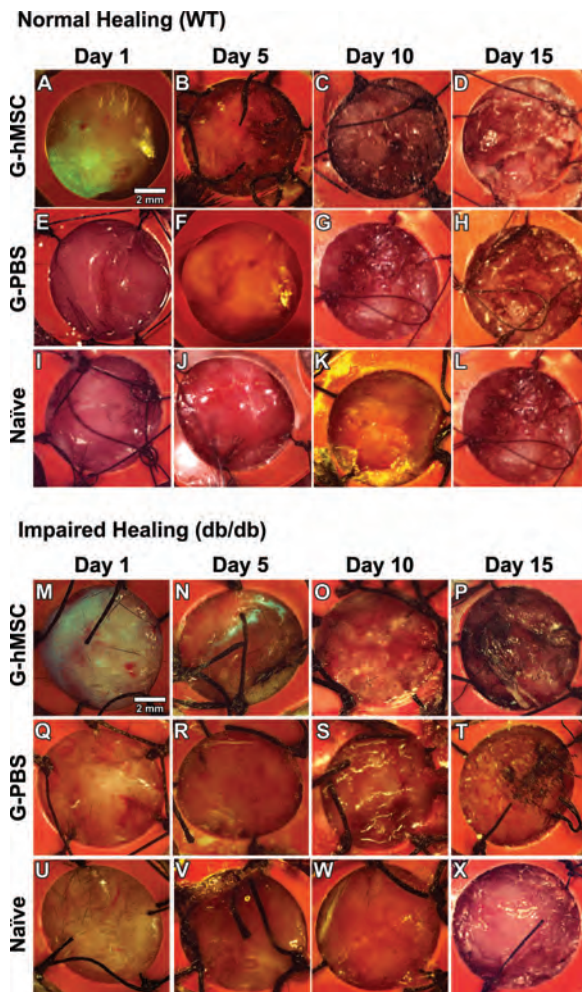 Normal Healing (WT)
Day 1 Day 5 Day 10 Day 15
G-hMSC
A B C D
2 mm
G-PBS
E F G H
Naïve
I J K L
Impaired Healing (db/db)
Day 1 Day 5 Day 10 Day 15
G-hMSC
M N O P
2 mm
G-PBS
Q R S T
Naïve
U V W X